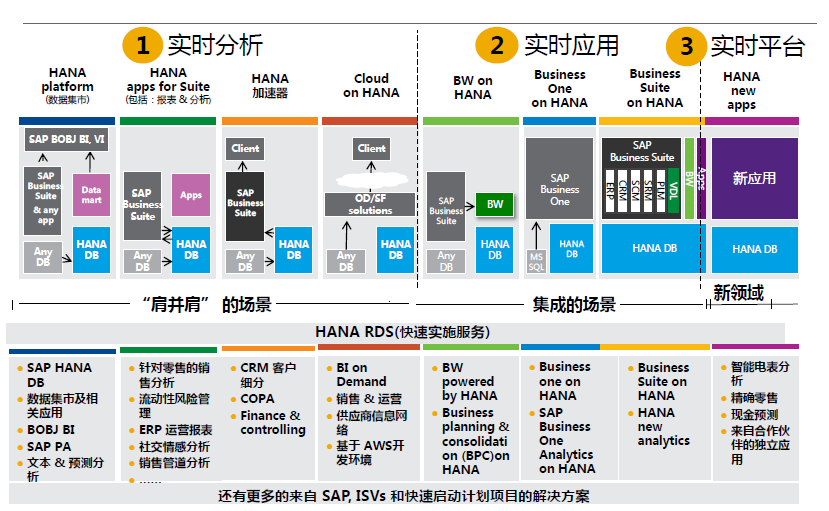 1 实时分析
2 实时应用
3 实时平台
HANA
platform
(数据集市)
HANA
apps for Suite
(包括：报表 & 分析)
HANA
加速器
Cloud
on HANA
BW on
HANA
Business
One
on HANA
Business
Suite
on HANA
HANA
new
apps
SAP BOBJ BI, VI
SAP
Business
Suite
& any
app
Data
mart
Any
DB
HANA
DB
SAP
Business
Suite
Apps
Any
DB
HANA
DB
Client
SAP
Business
Suite
Any
DB
HANA
DB
Client
OD/SF
solutions
Any
DB
HANA
DB
SAP
Business
Suite
BW
Any
DB
HANA
DB
SAP
Business
One
MS
SQL
HANA
DB
SAP
Business Suite
ERP
CRM
SCM
SRM
PLM
VDL
BW
Apps
HANA DB
新应用
HANA DB
“肩并肩” 的场景
集成的场景
新领域
HANA RDS(快速实施服务)
SAP HANA
DB
数据集市及相
关应用
BOBJ BI
SAP PA
文本 & 预测分
析
针对零售的销
售分析
流动性风险管
理
ERP 运营报表
社交情感分析
销售管道分析
......
CRM 客户
细分
COPA
Finance &
controlling
BI on
Demand
销售 & 运营
供应商信息网
络
基于 AWS开
发环境
BW
powered
by HANA
Business
planning &
consolidati
on (BPC)on
HANA
Business
one on
HANA
SAP
Business
One
Analytics
on HANA
Business
Suite on
HANA
HANA
new
analytics
智能电表分
析
精确零售
现金预测
来自合作伙
伴的独立应
用
还有更多的来自 SAP, ISVs 和快速启动计划项目的解决方案